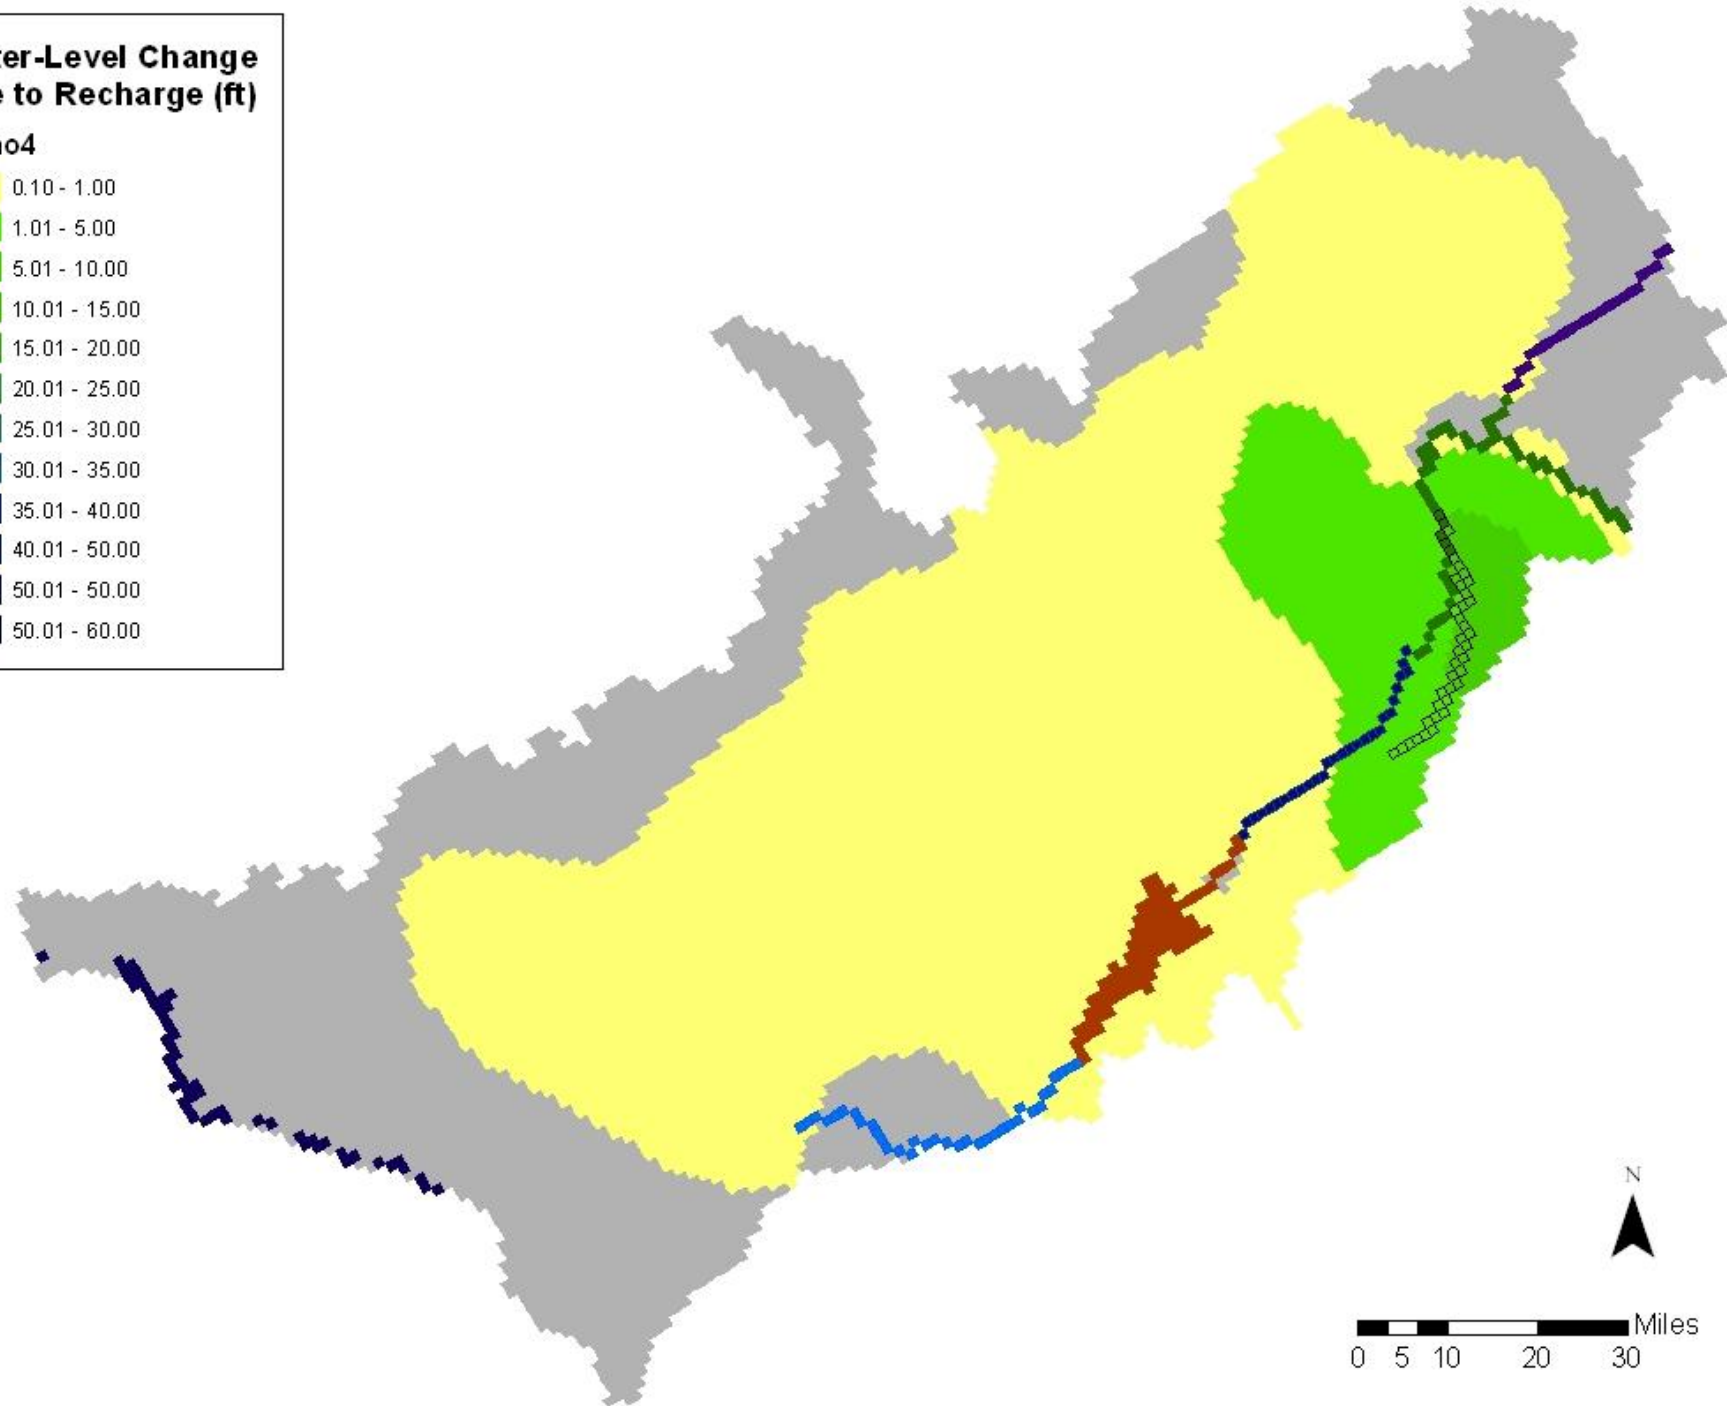 ter-Level Change
e to Recharge (ft)
no4
0.10 - 1.00
1.01 - 5.00
5.01 - 10.00
10.01 - 15.00
15.01 - 20.00
20.01 - 25.00
25.01 - 30.00
30.01 - 35.00
35.01 - 40.00
40.01 - 50.00
50.01 - 50.00
50.01 - 60.00
N
Miles
0 5 10 20 30